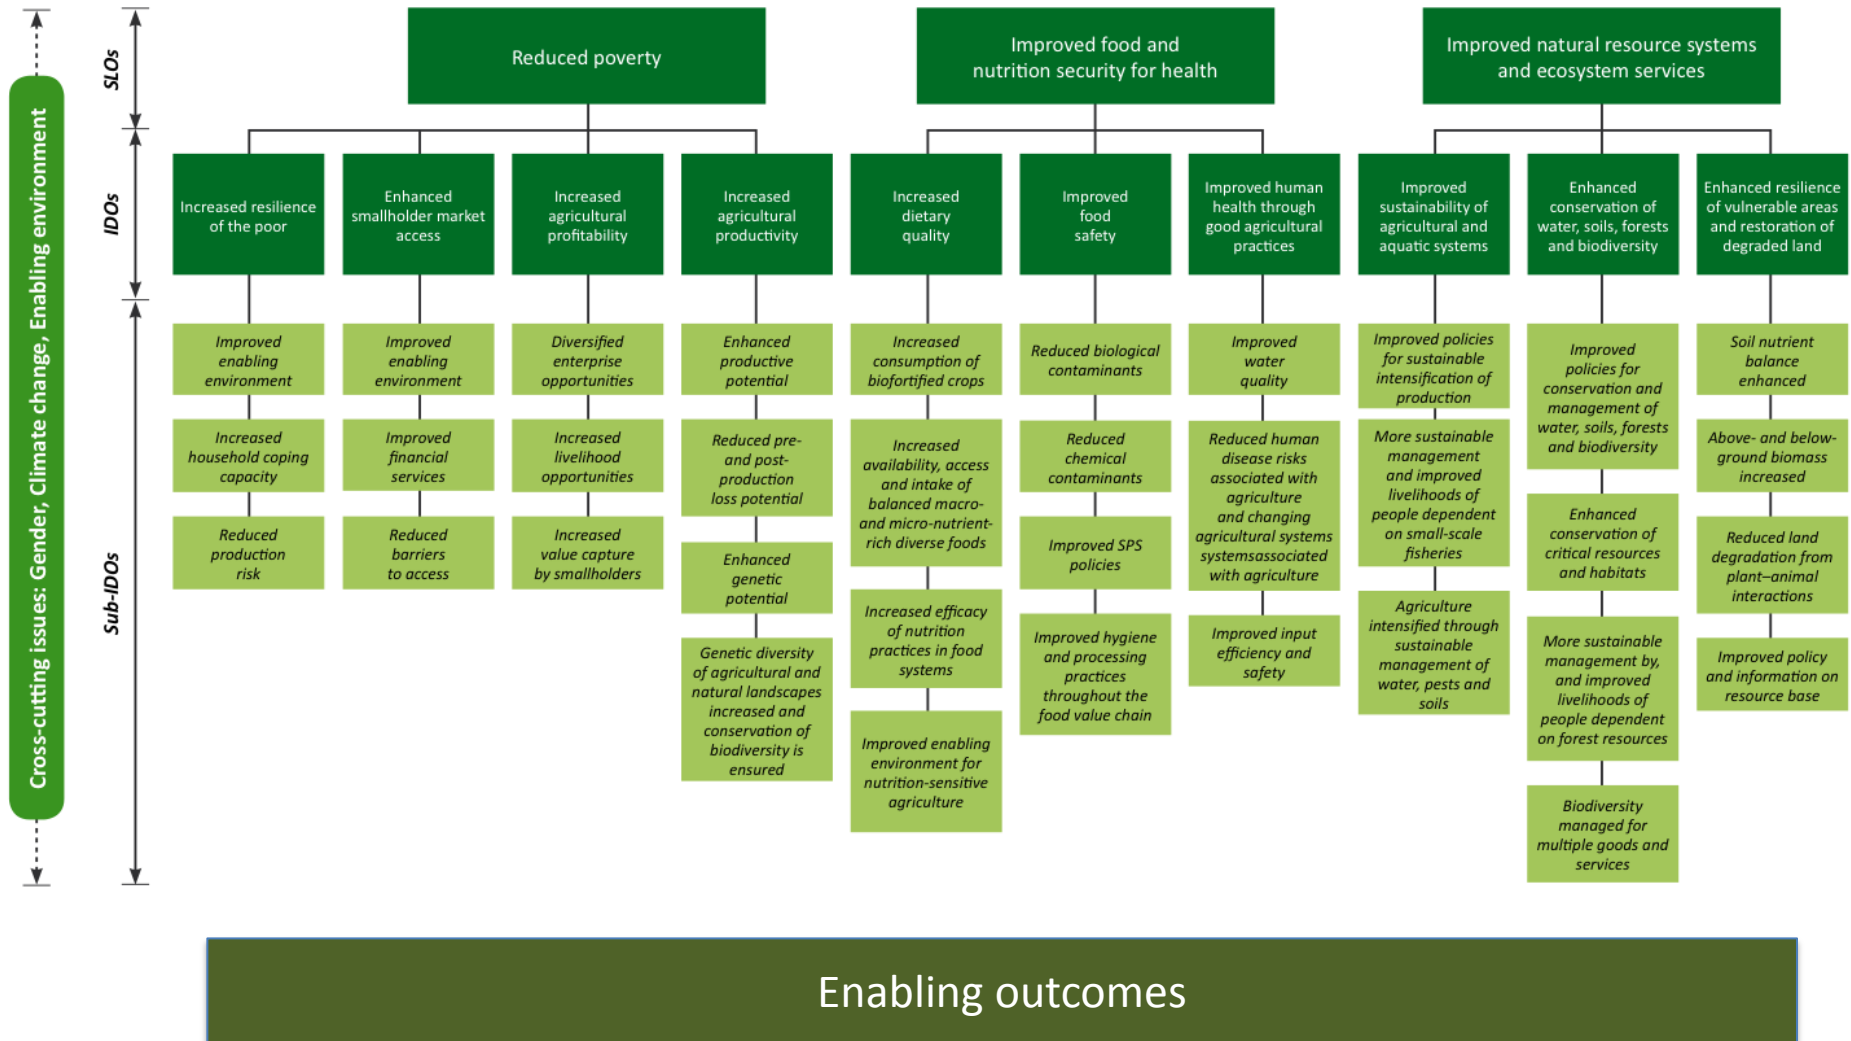 Cross-cutting issues: Gender, Climate change, Enabling environment
SLOs
Reduced poverty
Improved food and
nutrition security for health
Improved natural resource systems
and ecosystem services
IDOs
Increased resilience
of the poor
Enhanced
smallholder market
access
Increased
agricultural
profitability
Increased
agricultural
productivity
Increased
dietary
quality
Improved
food
safety
Improved human
health through
good agricultural
practices
Improved
sustainability of
agricultural and
aquatic systems
Enhanced
conservation of
water, soils, forests
and biodiversity
Enhanced resilience
of vulnerable areas
and restoration of
degraded land
Sub-IDOs
Improved
enabling
environment
Increased
household coping
capacity
Reduced
production
risk
Improved
enabling
environment
Improved
financial
services
Reduced
barriers
to access
Diversified
enterprise
opportunities
Increased
livelihood
opportunities
Increased
value capture
by smallholders
Enhanced
productive
potential
Reduced pre-
and post-
production
loss potential
Enhanced
genetic
potential
Genetic diversity
of agricultural and
natural landscapes
increased and
conservation of
biodiversity is
ensured
Increased
consumption of
biofortified crops
Increased
availability, access
and intake of
balanced macro-
and micro-nutrient-
rich diverse foods
Increased efficacy
of nutrition
practices in food
systems
Improved enabling
environment for
nutrition-sensitive
agriculture
Reduced biological
contaminants
Reduced
chemical
contaminants
Improved SPS
policies
Improved hygiene
and processing
practices
throughout the
food value chain
Improved
water
quality
Reduced human
disease risks
associated with
agriculture
and changing
agricultural systems
systemsassociated
with agriculture
Improved input
efficiency and
safety
Improved policies
for sustainable
intensification of
production
More sustainable
management
and improved
livelihoods of
people dependent
on small-scale
fisheries
Agriculture
intensified through
sustainable
management of
water, pests and
soils
Improved
policies for
conservation and
management of
water, soils, forests
and biodiversity
Enhanced
conservation of
critical resources
and habitats
More sustainable
management by,
and improved
livelihoods of
people dependent
on forest resources
Biodiversity
managed for
multiple goods and
services
Soil nutrient
balance
enhanced
Above- and below-
ground biomass
increased
Reduced land
degradation from
plant–animal
interactions
Improved policy
and information on
resource base
Enabling outcomes